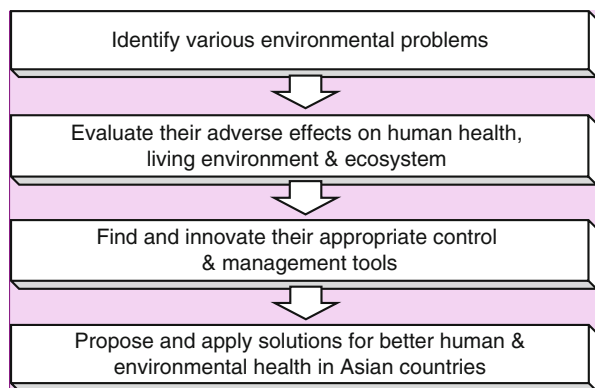 Identify various environmental problems
Evaluate their adverse effects on human health,
living environment & ecosystem
Find and innovate their appropriate control
& management tools
Propose and apply solutions for better human &
environmental health in Asian countries